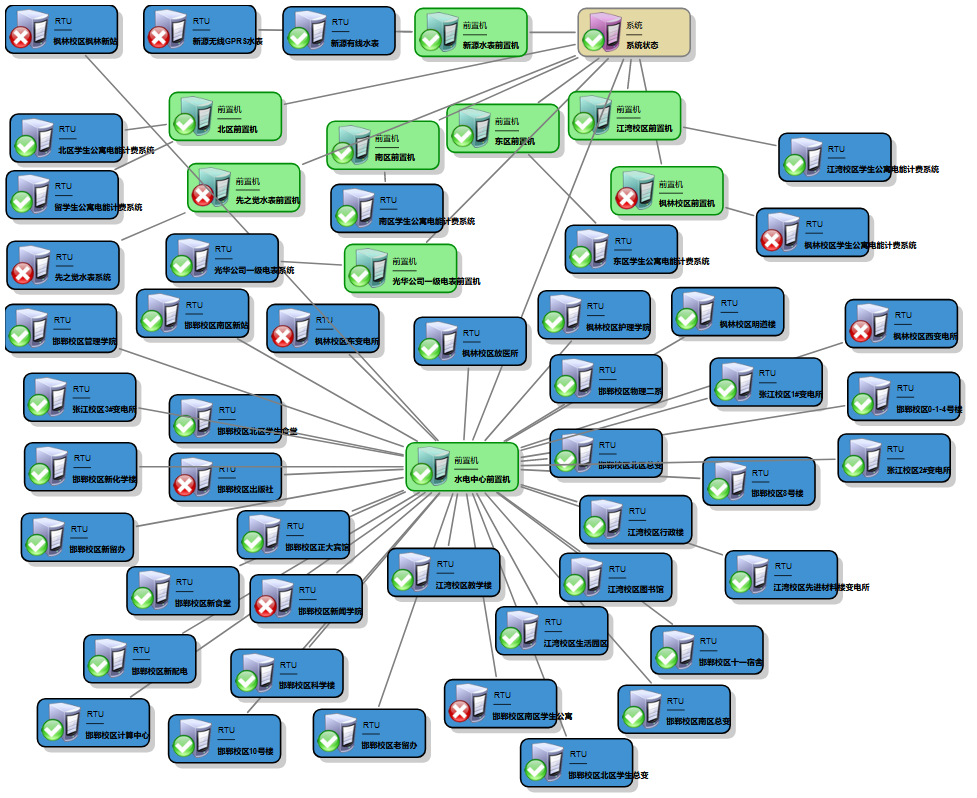 RTU
枫林校区枫林新站
RTU
新源无线GPRS水表
RTU
新源有线水表
前置机
新源水表前置机
系统
系统状态
前置机
北区前置机
RTU
北区学生公寓电能计费系统
前置机
南区前置机
前置机
东区前置机
前置机
江湾校区前置机
RTU
江湾校区学生公寓电能计费系统
RTU
留学生公寓电能计费系统
前置机
先之觉水表前置机
RTU
南区学生公寓电能计费系统
前置机
枫林校区前置机
RTU
枫林校区学生公寓电能计费系统
RTU
先之觉水表系统
RTU
光华公司一级电表系统
前置机
光华公司一级电表前置机
RTU
东区学生公寓电能计费系统
RTU
邯郸校区管理学院
RTU
邯郸校区南区新站
RTU
枫林校区东变电所
RTU
枫林校区放医所
RTU
枫林校区护理学院
RTU
枫林校区明道楼
RTU
枫林校区西变电所
RTU
张江校区3#变电所
RTU
邯郸校区北区学生食堂
RTU
邯郸校区物理二系
RTU
张江校区1#变电所
RTU
邯郸校区0-1-4号楼
RTU
邯郸校区新化学楼
RTU
邯郸校区出版社
前置机
水电中心前置机
RTU
邯郸校区北区总变
RTU
邯郸校区8号楼
RTU
张江校区2#变电所
RTU
邯郸校区新留办
RTU
邯郸校区正大宾馆
RTU
江湾校区行政楼
RTU
邯郸校区新食堂
RTU
邯郸校区新闻学院
RTU
江湾校区教学楼
RTU
江湾校区图书馆
RTU
江湾校区先进材料楼变电所
RTU
邯郸校区新配电
RTU
邯郸校区科学楼
RTU
江湾校区生活园区
RTU
邯郸校区十一宿舍
RTU
邯郸校区计算中心
RTU
邯郸校区10号楼
RTU
邯郸校区老留办
RTU
邯郸校区南区学生公寓
RTU
邯郸校区南区总变
RTU
邯郸校区北区学生总变